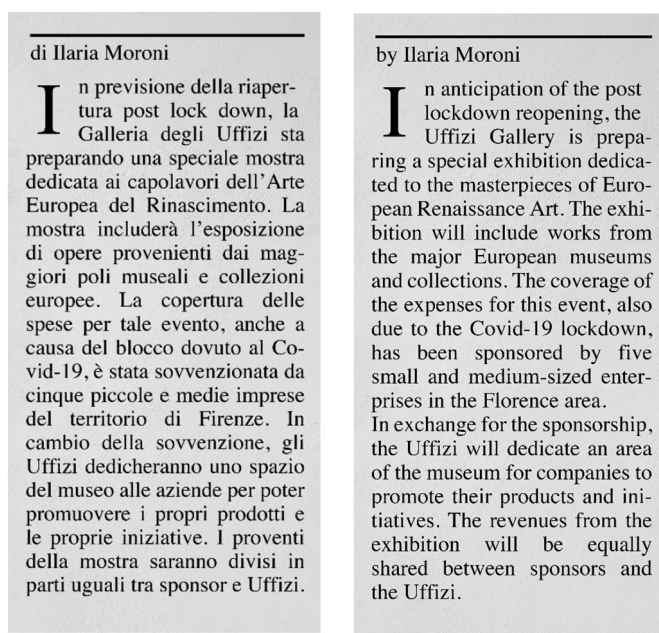 di Ilaria Moroni
In previsione della riaper-
tura post lock down, la
Galleria degli Uffizi sta
preparando una speciale mostra
dedicata ai capolavori dell'Arte
Europea del Rinascimento. La
mostra includerà l'esposizione
di opere provenienti dai mag-
giori poli museali e collezioni
europee. La copertura delle
spese per tale evento, anche a
causa del blocco dovuto al Co-
vid-19, è stata sovvenzionata da
cinque piccole e medie imprese
del territorio di Firenze. In
cambio della sovvenzione, gli
Uffizi dedicheranno uno spazio
del museo alle aziende per poter
promuovere i propri prodotti e
le proprie iniziative. I proventi
della mostra saranno divisi in
parti uguali tra sponsor e Uffizi.
by Ilaria Moroni
In anticipation of the post
lockdown reopening, the
Uffizi Gallery is prepa-
ring a special exhibition dedica-
ted to the masterpieces of Euro-
pean Renaissance Art. The exhi-
bition will include works from
the major European museums
and collections. The coverage of
the expenses for this event, also
due to the Covid-19 lockdown,
has been sponsored by five
small and medium-sized enter-
prises in the Florence area.
In exchange for the sponsorship,
the Uffizi will dedicate an area
of the museum for companies to
promote their products and ini-
tiatives. The revenues from the
exhibition will be equally
shared between sponsors and
the Uffizi.